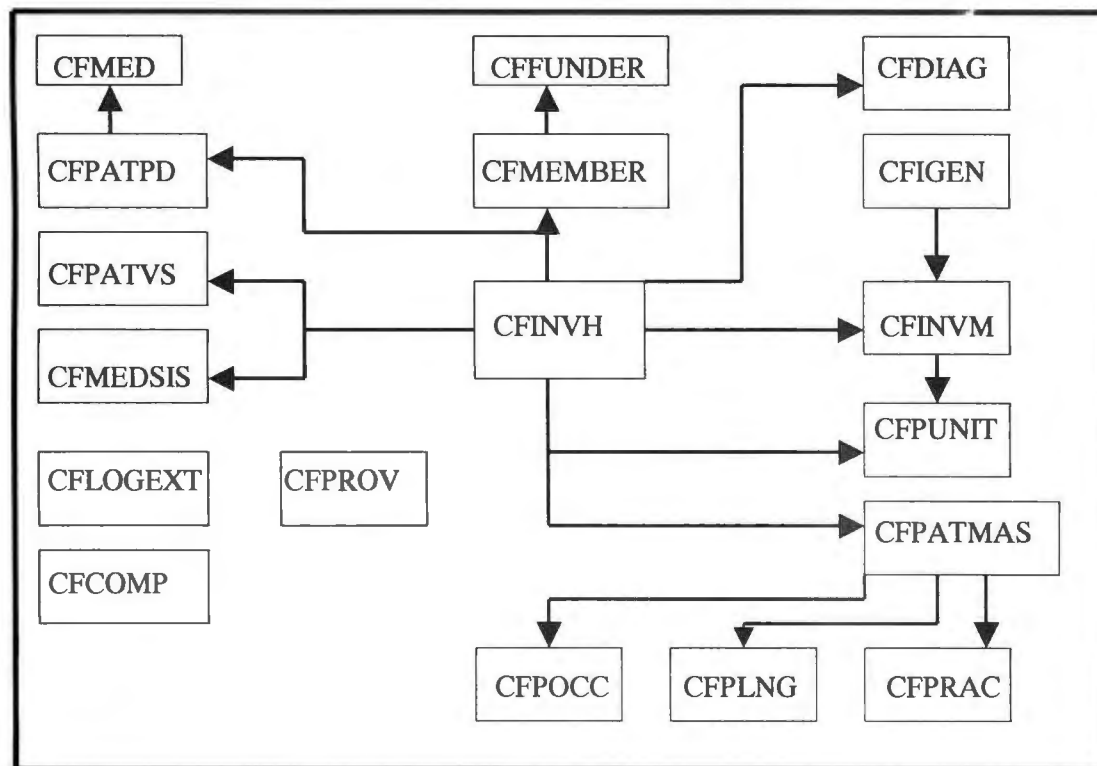 CFMED
CFFUNDER
CFDIAG
CFPATPD
CFMEMBER
CFIGEN
CFPATVS
CFINVH
CFINVM
CFMEDSIS
CFPUNIT
CFLOGEXT
CFPROV
CFPATMAS
CFCOMP
CFPOCC
CFPLNG
CFPRAC